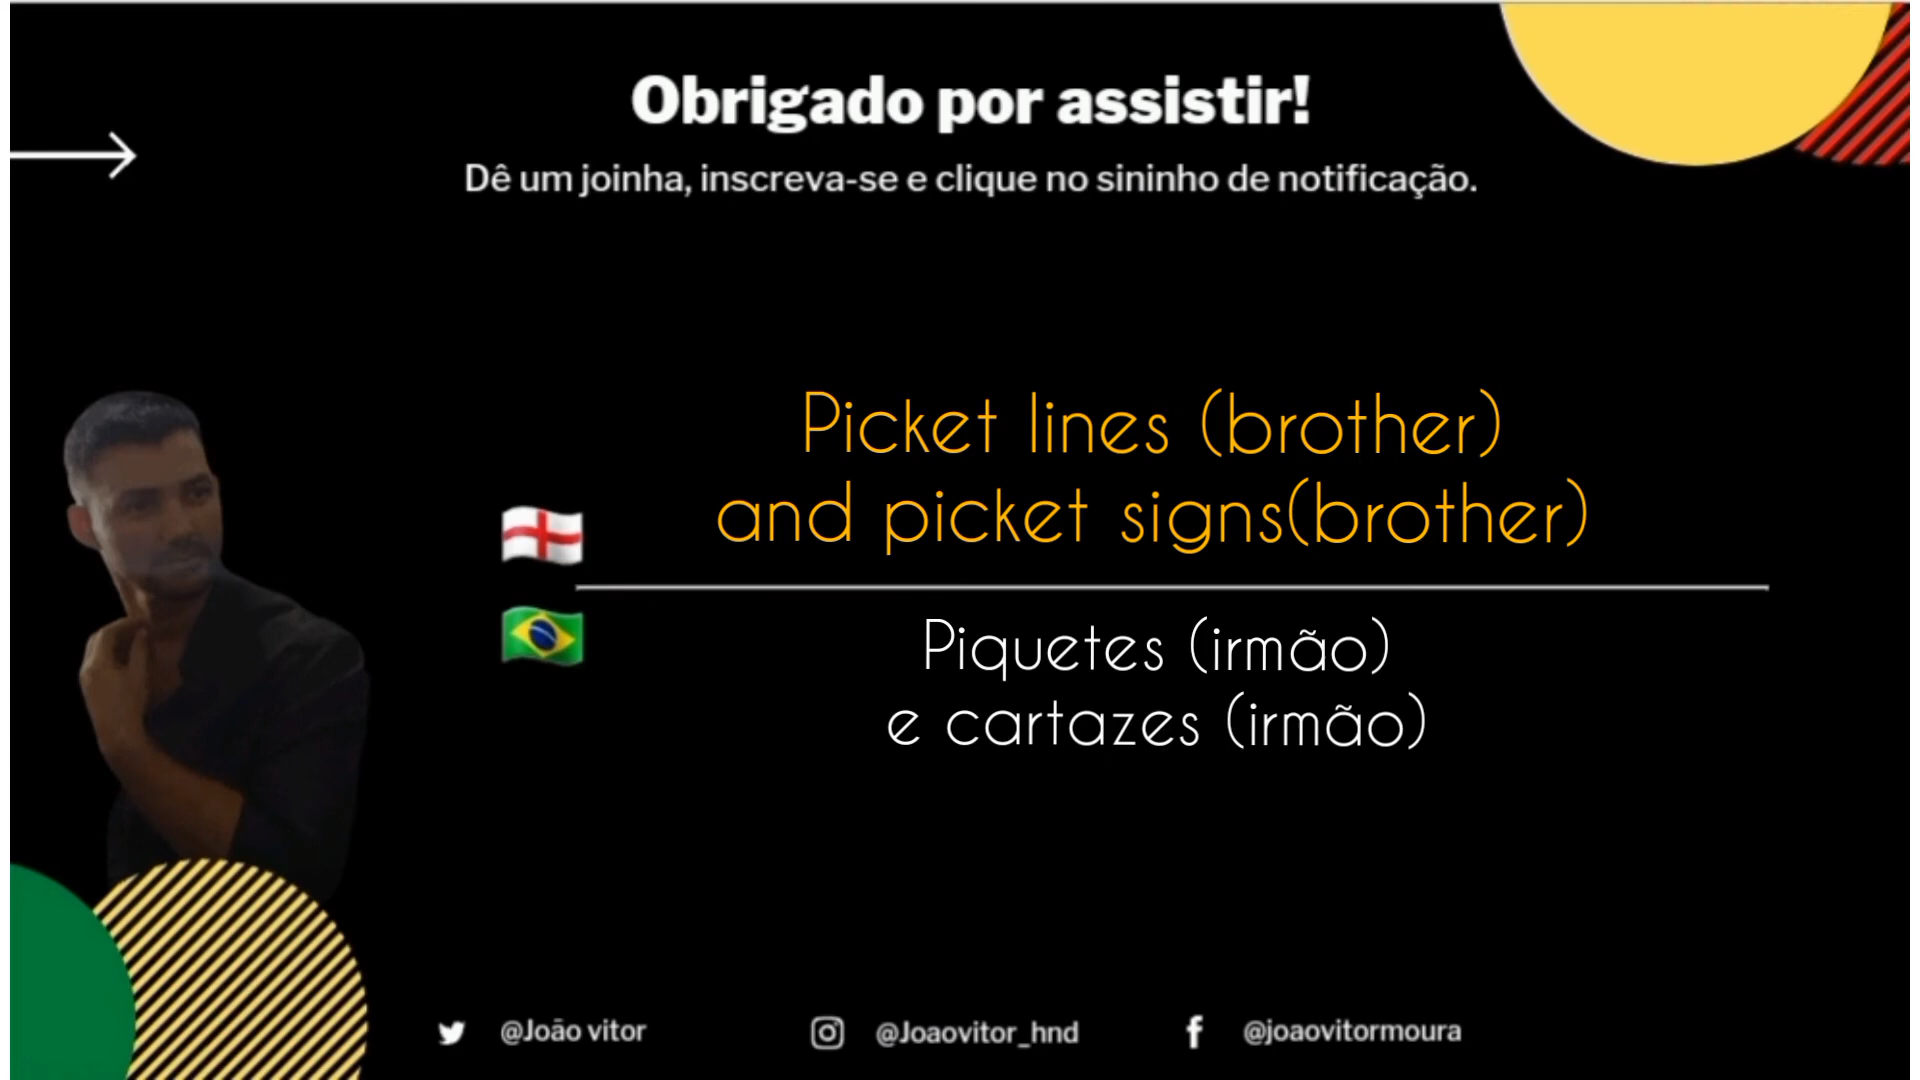 Obrigado por assistir!
Dê um joinha, inscreva-se e clique no sininho de notificação.
Picket lines (brother)
and picket signs(brother)
Piquetes (irmão)
e cartazes (irmão)
@João vitor
@Joaovitor_hnd
@joaovitormoura